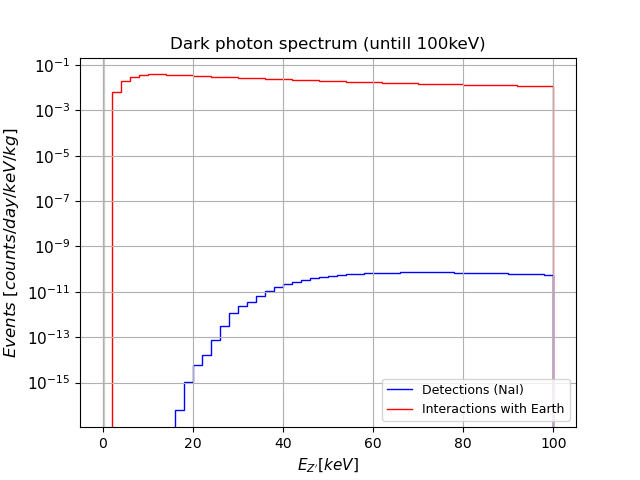 Dark photon spectrum (untill 100keV)
Events [counts/day/keV/kg]
10⁻¹
10⁻³
10⁻⁵
10⁻⁷
10⁻⁹
10⁻¹¹
10⁻¹³
10⁻¹⁵
Detections (NaI)
Interactions with Earth
0 20 40 60 80 100
E_{Z'}[keV]